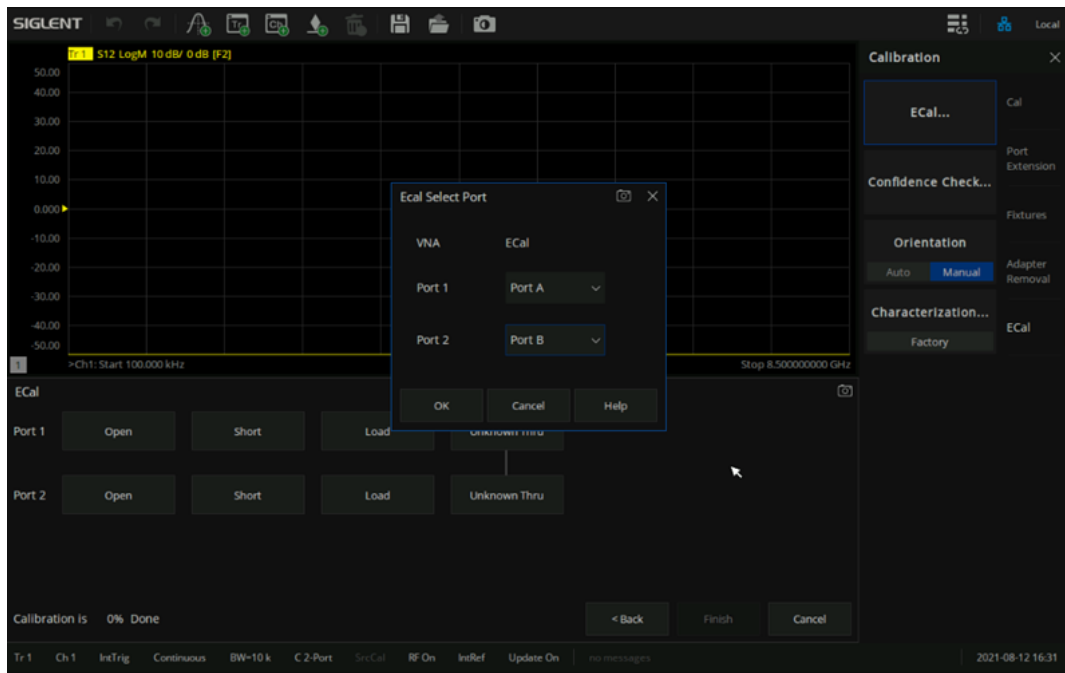 SIGLENT
Tr
Ch
Local
Tr 1 S12 LogM 10 dB/ 0 dB [F2]
50.00
40.00
30.00
20.00
10.00
0.000
-10.00
-20.00
-30.00
-40.00
-50.00
1
>Ch1: Start 100.000 kHz
Stop 8.500000000 GHz
Calibration
ECal...
Confidence Check...
Orientation
Auto Manual
Characterization...
Factory
Cal
Port
Extension
Fixtures
Adapter
Removal
ECal
Ecal Select Port
VNA ECal
Port 1 Port A
Port 2 Port B
OK Cancel Help
ECal
Port 1 Open Short Load Unknown Thru
Port 2 Open Short Load Unknown Thru
Calibration is 0% Done
< Back Finish Cancel
Tr 1 Ch 1 IntTrig Continuous BW=10 k C 2-Port SrcCal RF On IntRef Update On no messages 2021-08-12 16:31